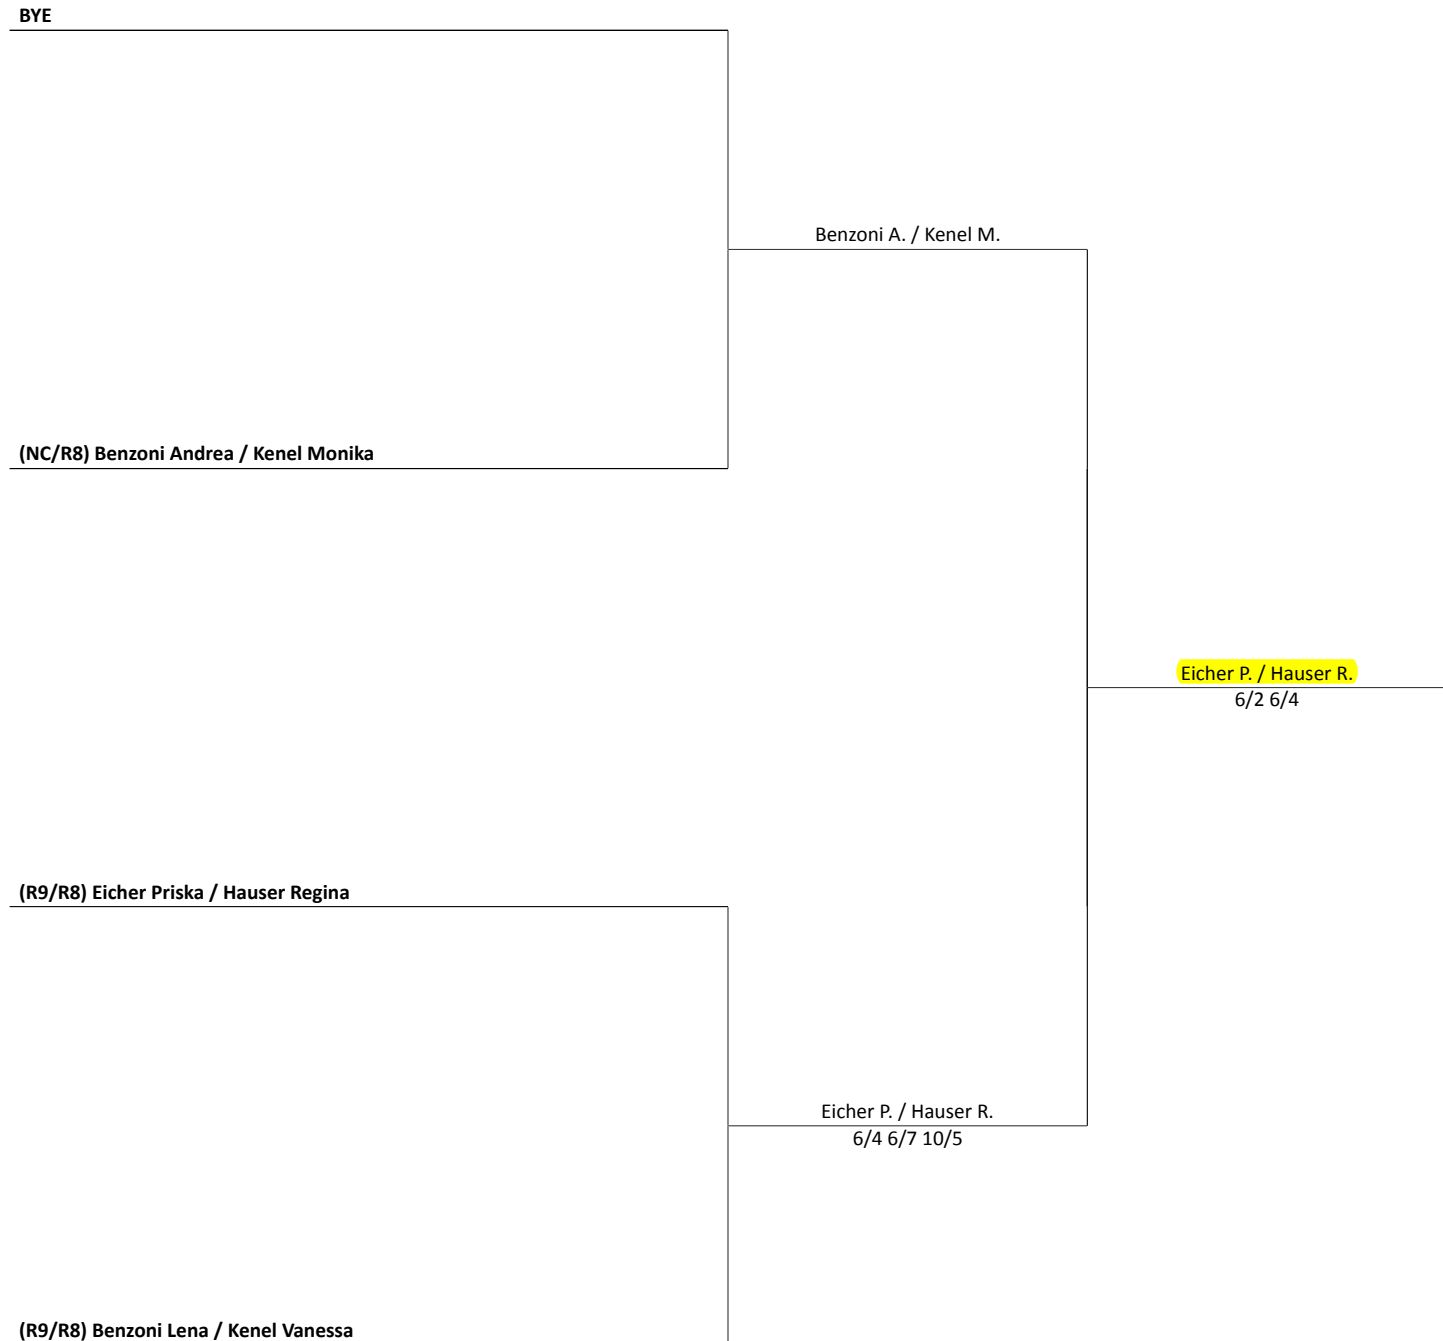 BYE
Benzoni A. / Kenel M.
(NC/R8) Benzoni Andrea / Kenel Monika
Eicher P. / Hauser R.
6/2 6/4
(R9/R8) Eicher Priska / Hauser Regina
Eicher P. / Hauser R.
6/4 6/7 10/5
(R9/R8) Benzoni Lena / Kenel Vanessa